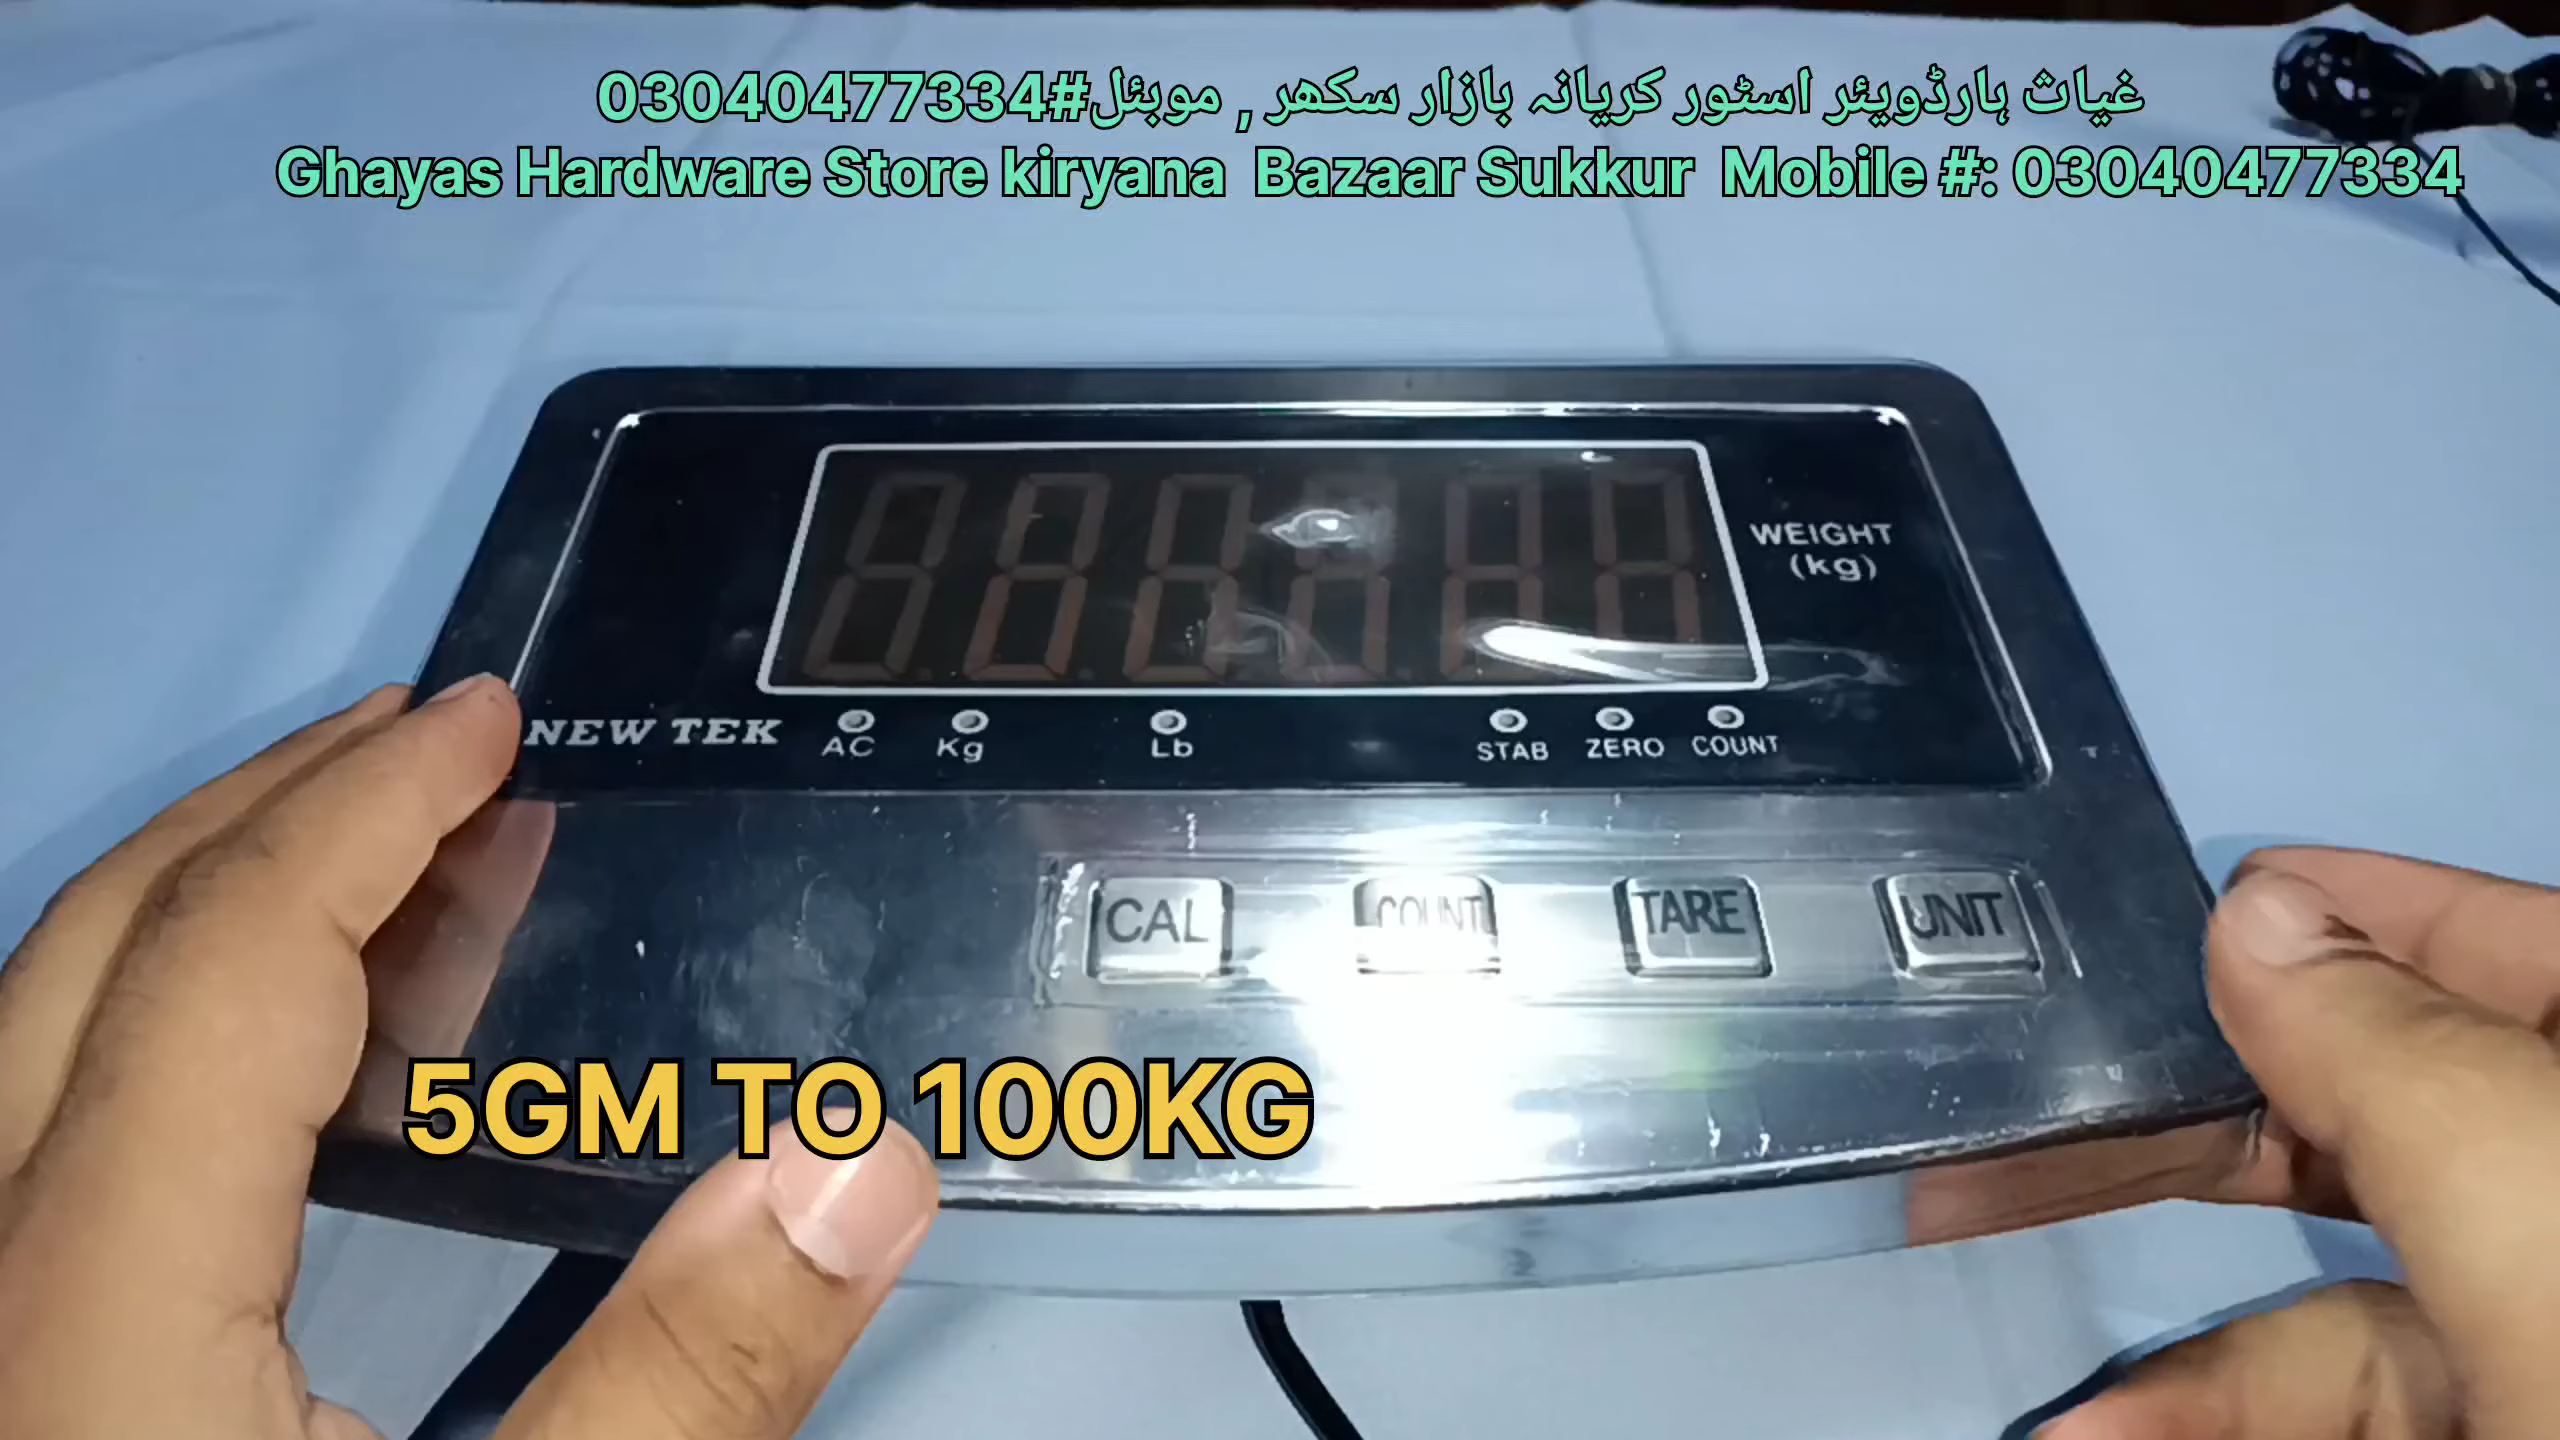 غیاث ہارڈویئر اسٹور کریانہ بازار سکھر , موبئل#03040477334
Ghayas Hardware Store kiryana Bazaar Sukkur Mobile #: 03040477334
WEIGHT
(kg)
NEW TEK
AC Kg Lb STAB ZERO COUNT
CAL COUNT TARE UNIT
5GM TO 100KG